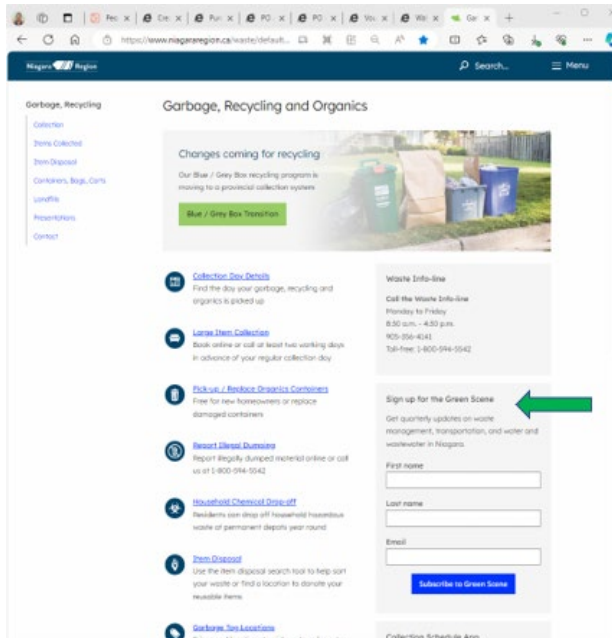 https://www.niagararegion.ca/waste/default...
Niagara Region
Search...
Menu
Garbage, Recycling
Collection
Items Collected
Item Disposal
Containers, Bags, Carts
Landfills
Presentations
Contact
Garbage, Recycling and Organics
Changes coming for recycling
Our Blue / Grey Box recycling program is
moving to a provincial collection system
Blue / Grey Box Transition
Collection Day Details
Find the day your garbage, recycling and
organics is picked up
Large Item Collection
Book online or call at least two working days
in advance of your regular collection day
Pick-up / Replace Organics Containers
Free for new homeowners or replace
damaged containers
Report Illegal Dumping
Report illegally dumped material online or call
us at 1-800-594-5542
Household Chemical Drop-off
Residents can drop off household hazardous
waste at permanent depots year round
Item Disposal
Use the item disposal search tool to help sort
your waste or find a location to donate your
reusable items
Garbage Tag Locations
Waste Info-line
Call the Waste Info-line
Monday to Friday
8:30 a.m. - 4:30 p.m.
905-356-4141
Toll-free: 1-800-594-5542
Sign up for the Green Scene
Get quarterly updates on waste
management, transportation, and water and
wastewater in Niagara.
First name
Last name
Email
Subscribe to Green Scene
Collection Schedule App